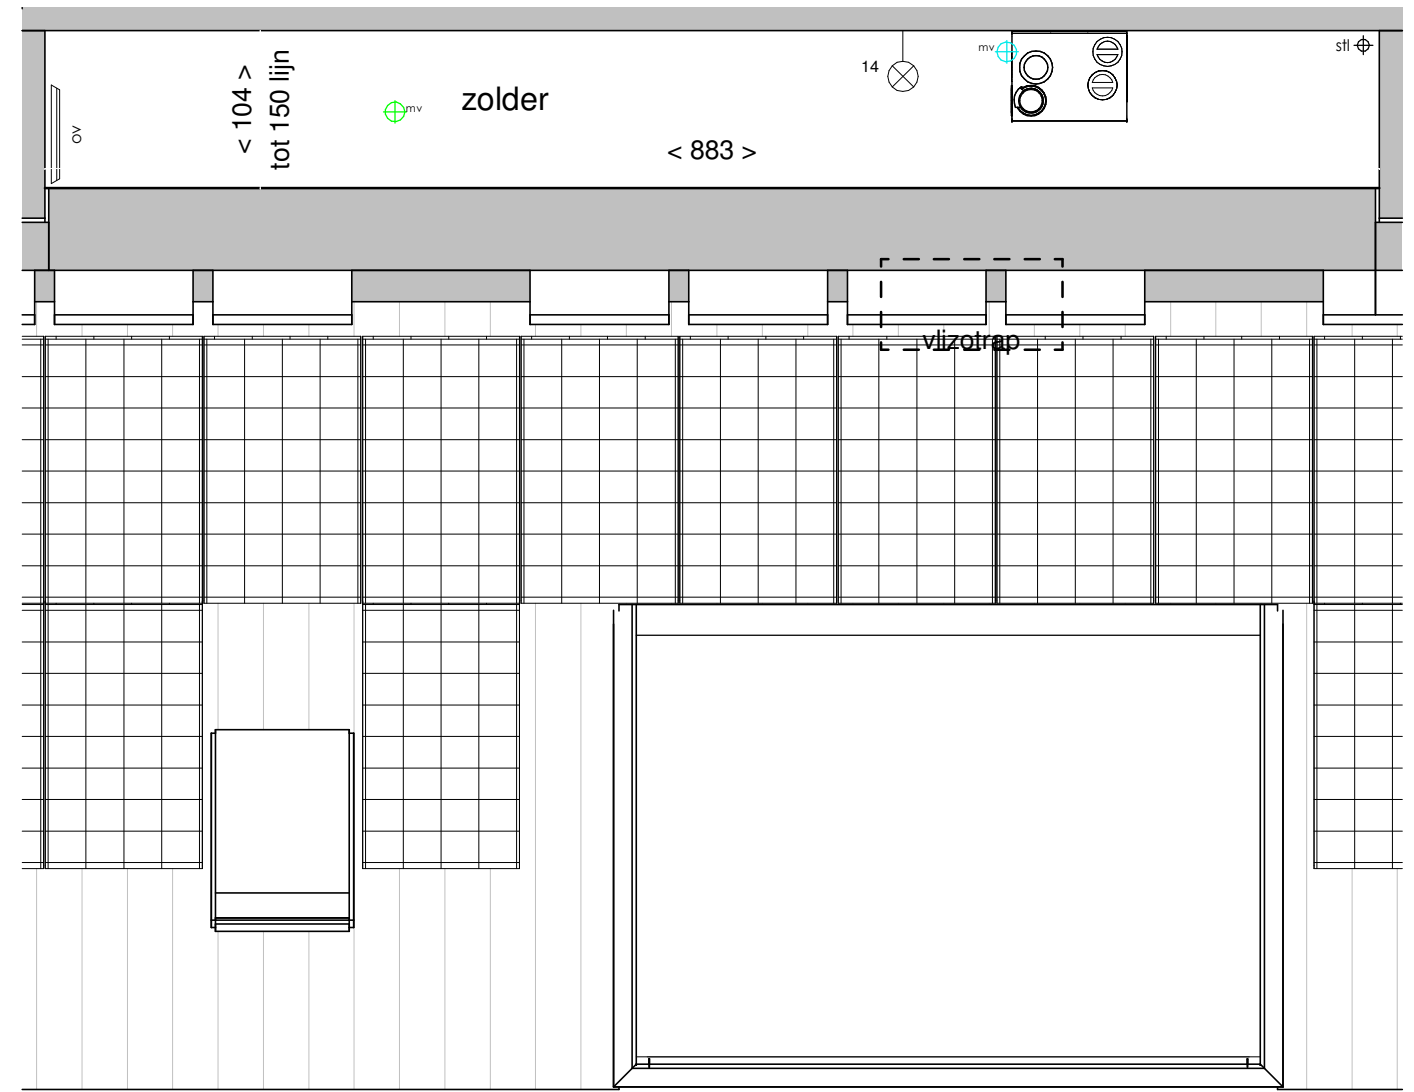 < 104 >
tot 150 lijn
ov
mv
zolder
< 883 >
14
mv
stl
vlizotrap